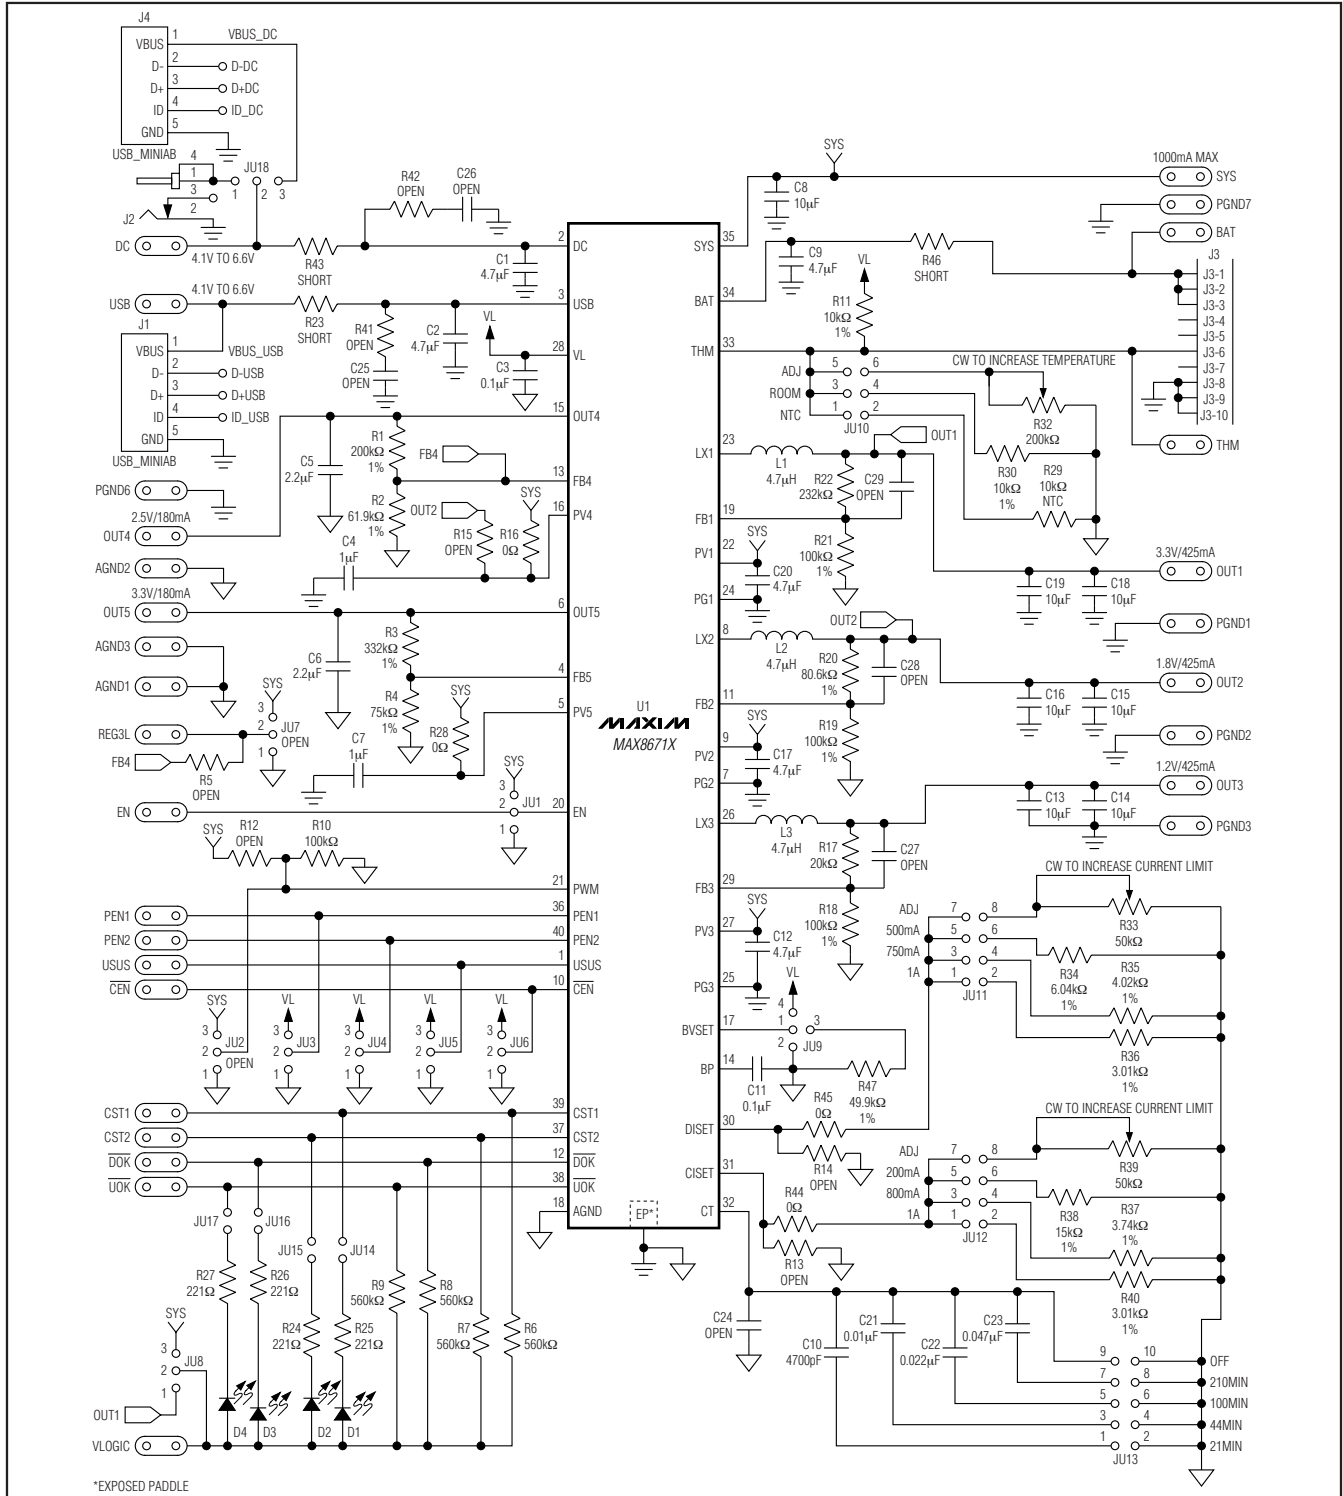 J4
VBUS 1 VBUS_DC
D- 2 D-DC
D+ 3 D+DC
ID 4 ID_DC
GND 5
USB_MINIAB
4
1
3
2
J2
JU18
1 2 3
DC
4.1V TO 6.6V
R43
SHORT
R42
OPEN
C26
OPEN
C1
4.7µF
2 DC
USB
4.1V TO 6.6V
R23
SHORT
R41
OPEN
C25
OPEN
C2
4.7µF
3 USB
J1
VBUS 1 VBUS_USB
D- 2 D-USB
D+ 3 D+USB
ID 4 ID_USB
GND 5
USB_MINIAB
VL
28 VL
C3
0.1µF
15 OUT4
C5
2.2µF
R1
200kΩ
1%
FB4
13 FB4
R2
61.9kΩ
1%
OUT2
SYS
16 PV4
R15
OPEN
R16
0Ω
C4
1µF
PGND6
2.5V/180mA
OUT4
AGND2
3.3V/180mA
OUT5
6 OUT5
AGND3
AGND1
C6
2.2µF
R3
332kΩ
1%
4 FB5
R4
75kΩ
1%
SYS
5 PV5
R28
0Ω
C7
1µF
REG3L
SYS
3
2
1
JU7
OPEN
FB4
R5
OPEN
EN
SYS
3
2
1
JU1
20 EN
SYS
R12
OPEN
R10
100kΩ
21 PWM
PEN1
36 PEN1
PEN2
40 PEN2
USUS
1 USUS
CEN
10 CEN
SYS
3
2
1
JU2
OPEN
VL
3
2
1
JU3
VL
3
2
1
JU4
VL
3
2
1
JU5
VL
3
2
1
JU6
CST1
39 CST1
CST2
37 CST2
DOK
12 DOK
UOK
38 UOK
18 AGND
JU17
JU16
JU15
JU14
R27
221Ω
R26
221Ω
R24
221Ω
R25
221Ω
R9
560kΩ
R8
560kΩ
R7
560kΩ
R6
560kΩ
SYS
3
2
1
JU8
OUT1
D4
D3
D2
D1
VLOGIC
*EXPOSED PADDLE
U1
MAXIM
MAX8671X
EP*
SYS
1000mA MAX
SYS
C8
10µF
PGND7
BAT
SYS 35
C9
4.7µF
R46
SHORT
BAT 34
VL
R11
10kΩ
1%
THM 33
J3
J3-1
J3-2
J3-3
J3-4
J3-5
J3-6
J3-7
J3-8
J3-9
J3-10
CW TO INCREASE TEMPERATURE
ADJ 5 6
ROOM 3 4
NTC 1 2
JU10
R32
200kΩ
R30
10kΩ
1%
R29
10kΩ
NTC
THM
LX1 23
L1
4.7µH
OUT1
R22
232kΩ
C29
OPEN
FB1 19
R21
100kΩ
1%
SYS
PV1 22
C20
4.7µF
PG1 24
C19
10µF
C18
10µF
3.3V/425mA
OUT1
PGND1
OUT2
LX2 8
L2
4.7µH
R20
80.6kΩ
1%
C28
OPEN
FB2 11
R19
100kΩ
1%
SYS
PV2 9
C17
4.7µF
PG2 7
C16
10µF
C15
10µF
1.8V/425mA
OUT2
PGND2
LX3 26
L3
4.7µH
R17
20kΩ
C27
OPEN
FB3 29
R18
100kΩ
1%
SYS
PV3 27
C12
4.7µF
PG3 25
C13
10µF
C14
10µF
1.2V/425mA
OUT3
PGND3
CW TO INCREASE CURRENT LIMIT
ADJ 7 8
500mA 5 6
750mA 3 4
1A 1 2
JU11
R33
50kΩ
R34
6.04kΩ
1%
R35
4.02kΩ
1%
R36
3.01kΩ
1%
VL
4
1 3
2
JU9
BVSET 17
BP 14
C11
0.1µF
R47
49.9kΩ
1%
R45
0Ω
DISET 30
R14
OPEN
CISET 31
R44
0Ω
R13
OPEN
CT 32
CW TO INCREASE CURRENT LIMIT
ADJ 7 8
200mA 5 6
800mA 3 4
1A 1 2
JU12
R39
50kΩ
R38
15kΩ
1%
R37
3.74kΩ
1%
R40
3.01kΩ
1%
C24
OPEN
C10
4700pF
C21
0.01µF
C22
0.022µF
C23
0.047µF
9 10 OFF
7 8 210MIN
5 6 100MIN
3 4 44MIN
1 2 21MIN
JU13